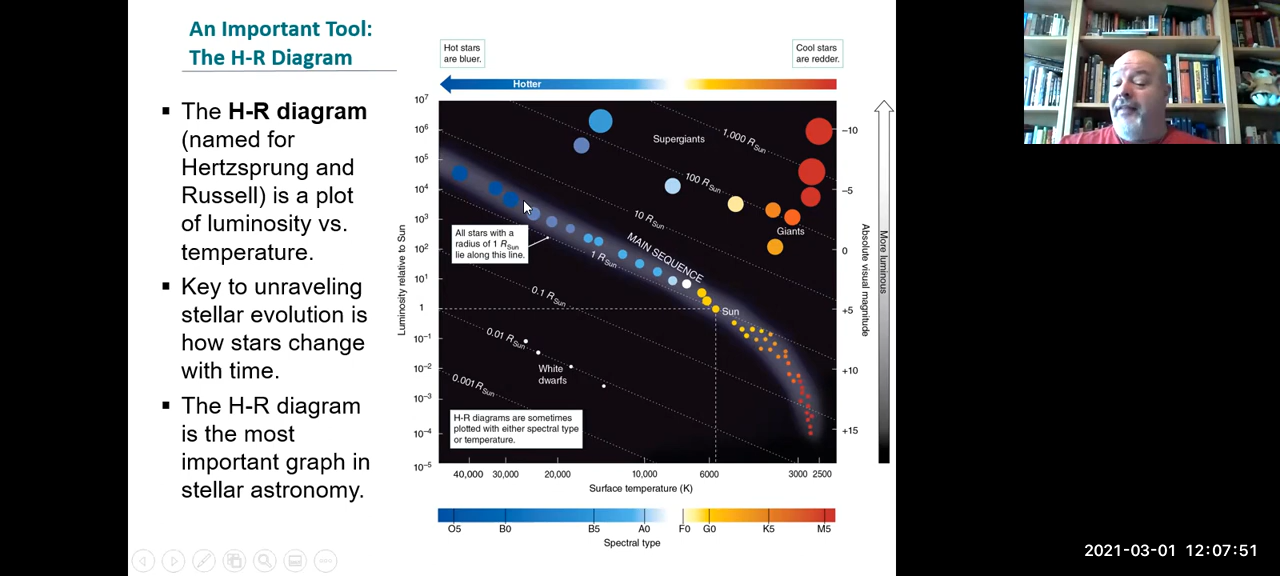 An Important Tool:
The H-R Diagram
▪ The H-R diagram
(named for
Hertzsprung and
Russell) is a plot
of luminosity vs.
temperature.
▪ Key to unraveling
stellar evolution is
how stars change
with time.
▪ The H-R diagram
is the most
important graph in
stellar astronomy.
Hot stars
are bluer.
Cool stars
are redder.
Hotter
10⁷
10⁶
10⁵
10⁴
10³
10²
10¹
1
10⁻¹
10⁻²
10⁻³
10⁻⁴
10⁻⁵
Luminosity relative to Sun
Supergiants
1,000 R_Sun
100 R_Sun
10 R_Sun
Giants
MAIN SEQUENCE
All stars with a
radius of 1 R_Sun
lie along this line.
1 R_Sun
Sun
0.1 R_Sun
0.01 R_Sun
White
dwarfs
0.001 R_Sun
H-R diagrams are sometimes
plotted with either spectral type
or temperature.
−10
−5
0
+5
+10
+15
Absolute visual magnitude
More luminous
40,000 30,000 20,000 10,000 6000 3000 2500
Surface temperature (K)
O5 B0 B5 A0 F0 G0 K5 M5
Spectral type
2021-03-01 12:07:51